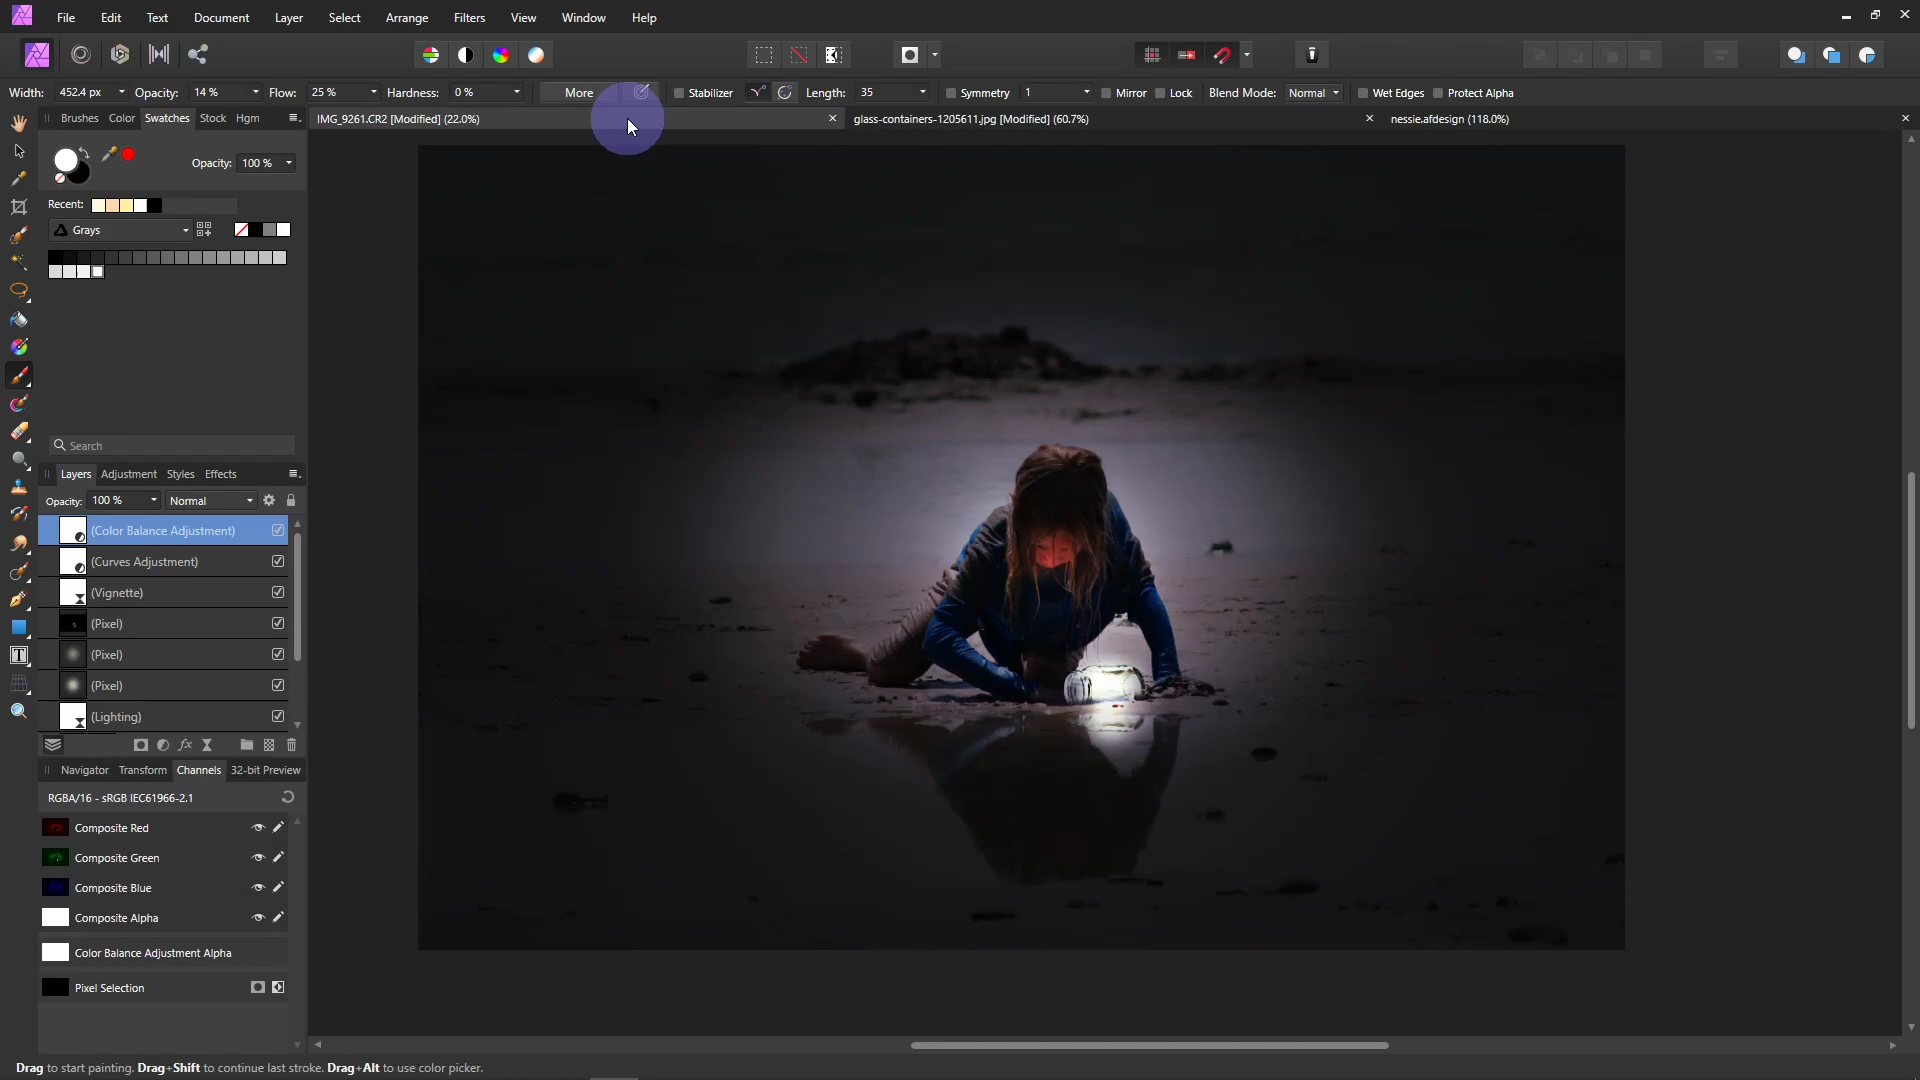 File Edit Text Document Layer Select Arrange Filters View Window Help
Width: 452.4 px Opacity: 14 % Flow: 25 % Hardness: 0 % More Stabilizer Length: 35 Symmetry 1 Mirror Lock Blend Mode: Normal Wet Edges Protect Alpha
Brushes Color Swatches Stock Hgm
IMG_9261.CR2 [Modified] (22.0%)
glass-containers-1205611.jpg [Modified] (60.7%)
nessie.afdesign (118.0%)
Opacity: 100 %
Recent:
Grays
Search
Layers Adjustment Styles Effects
Opacity: 100 % Normal
(Color Balance Adjustment)
(Curves Adjustment)
(Vignette)
(Pixel)
(Pixel)
(Pixel)
(Lighting)
Navigator Transform Channels 32-bit Preview
RGBA/16 - sRGB IEC61966-2.1
Composite Red
Composite Green
Composite Blue
Composite Alpha
Color Balance Adjustment Alpha
Pixel Selection
Drag to start painting. Drag+Shift to continue last stroke. Drag+Alt to use color picker.